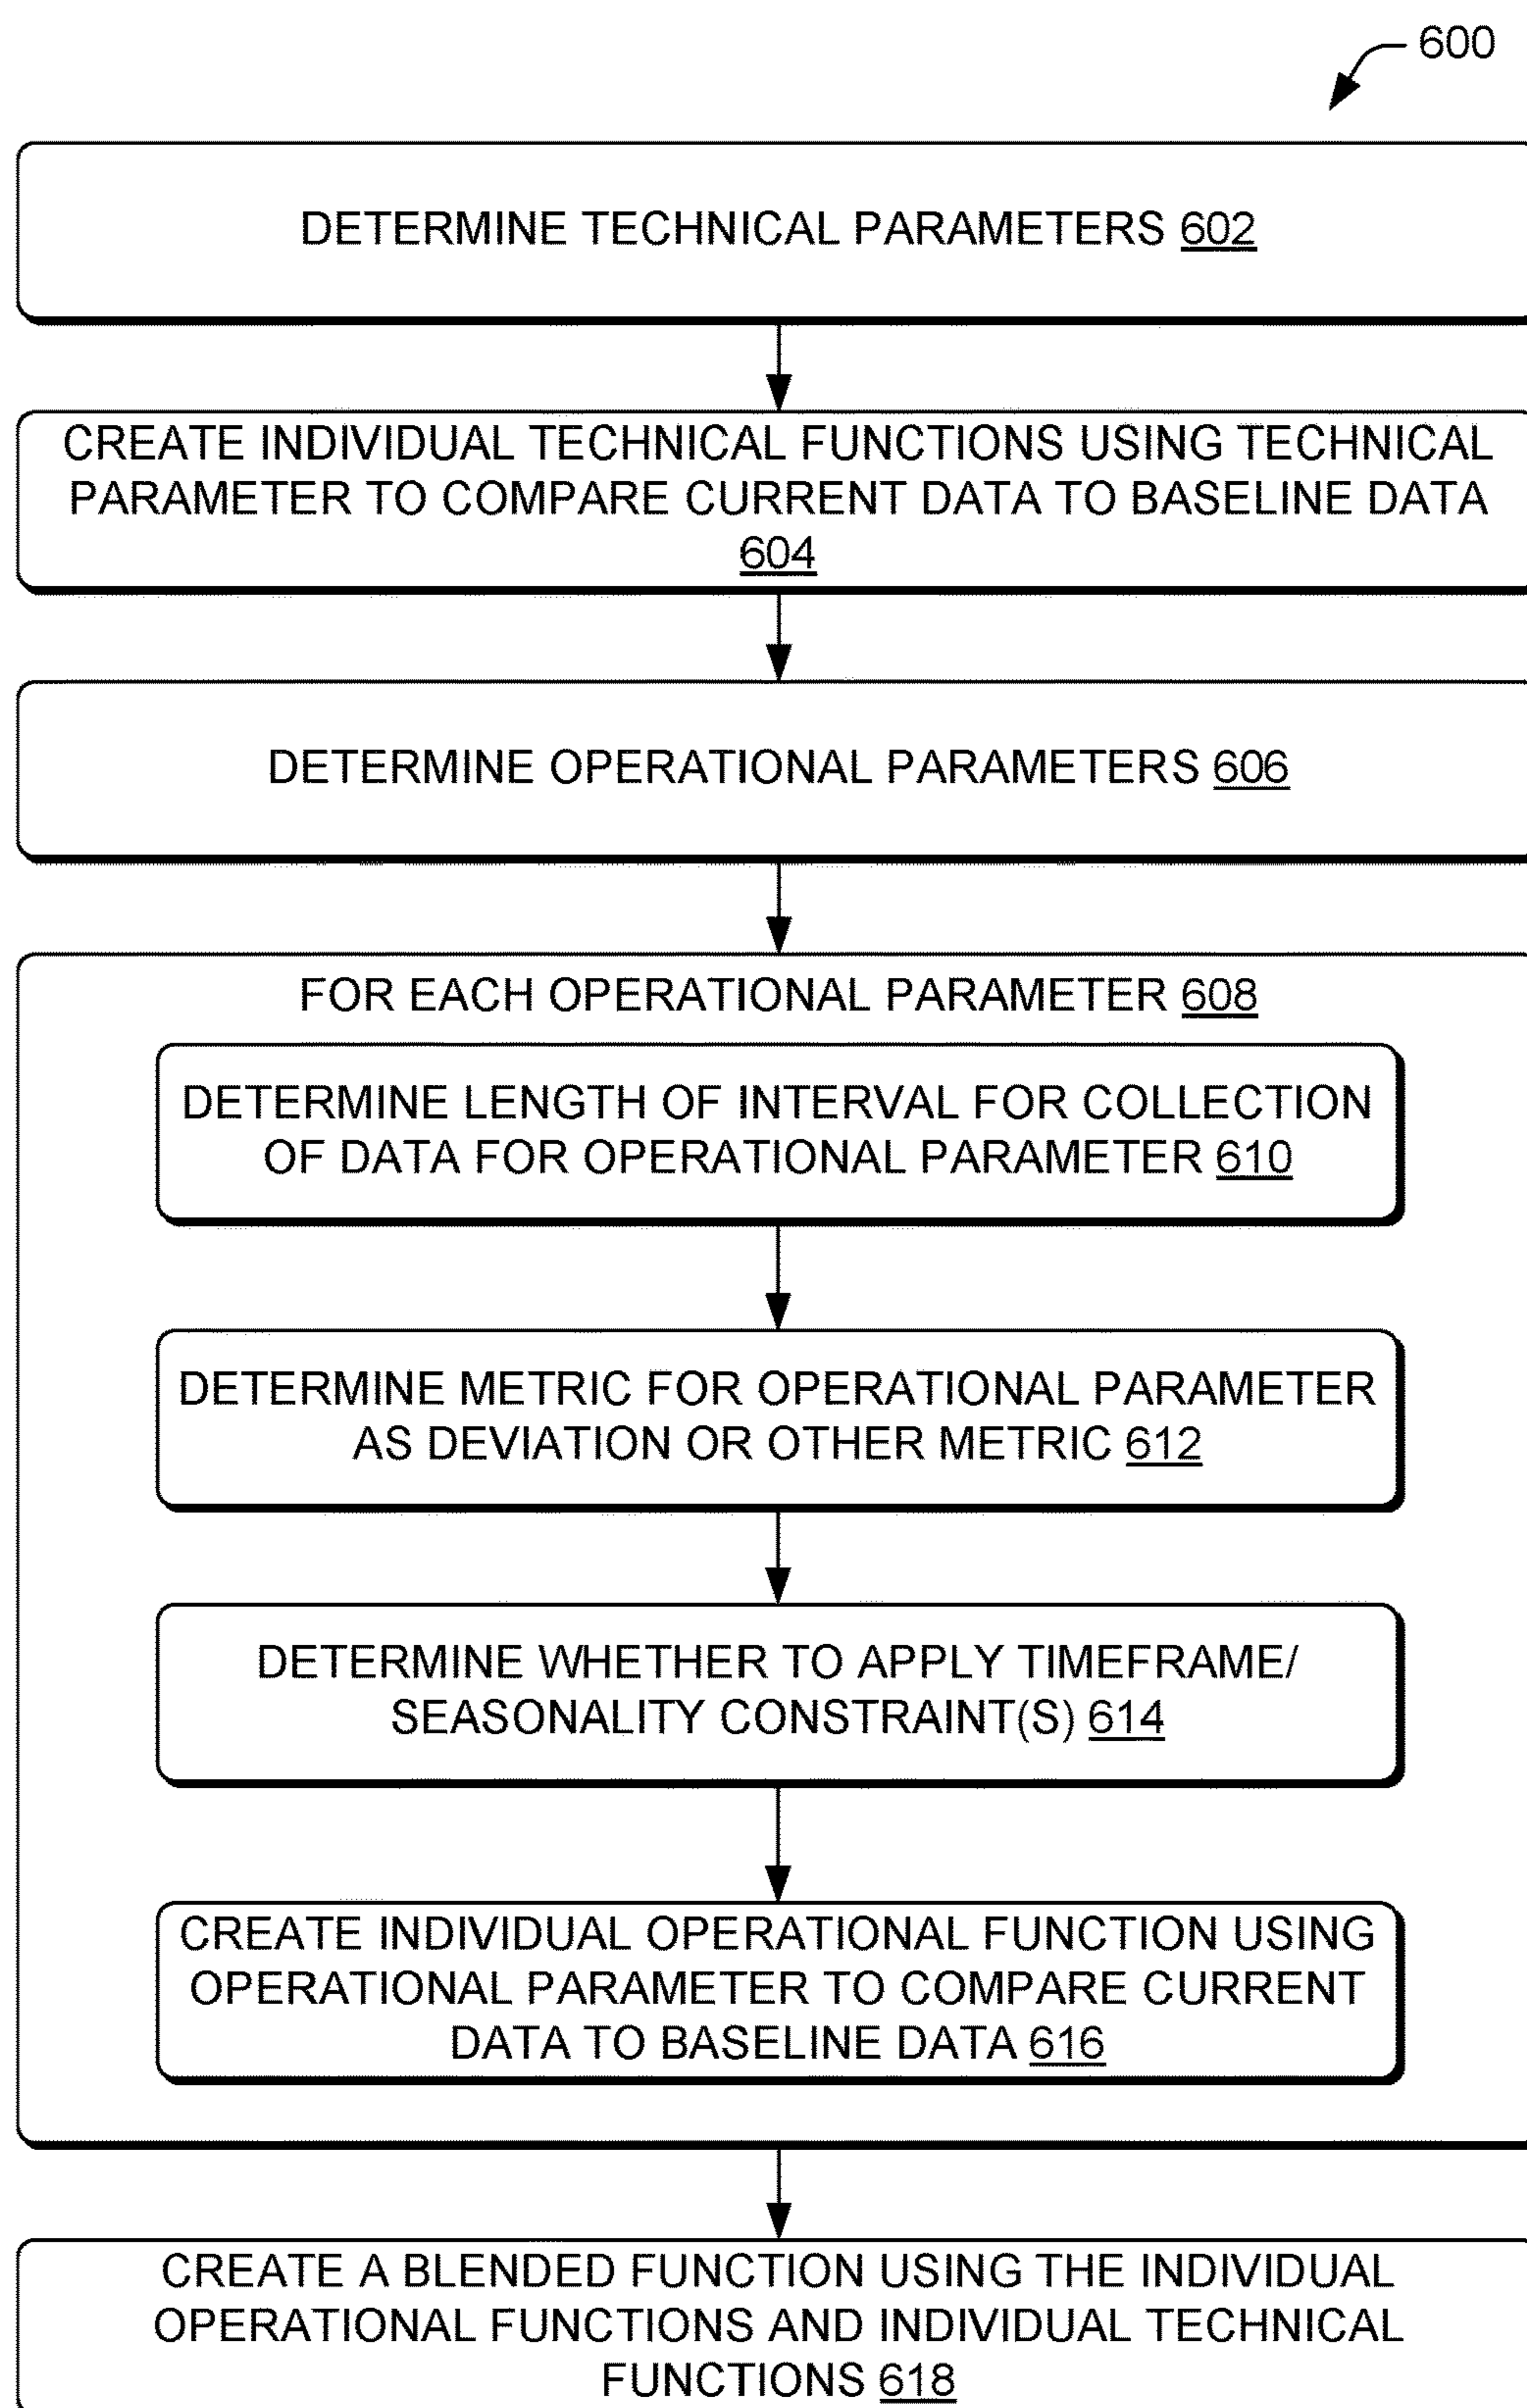 600
DETERMINE TECHNICAL PARAMETERS 602
CREATE INDIVIDUAL TECHNICAL FUNCTIONS USING TECHNICAL
PARAMETER TO COMPARE CURRENT DATA TO BASELINE DATA
604
DETERMINE OPERATIONAL PARAMETERS 606
FOR EACH OPERATIONAL PARAMETER 608
DETERMINE LENGTH OF INTERVAL FOR COLLECTION
OF DATA FOR OPERATIONAL PARAMETER 610
DETERMINE METRIC FOR OPERATIONAL PARAMETER
AS DEVIATION OR OTHER METRIC 612
DETERMINE WHETHER TO APPLY TIMEFRAME/
SEASONALITY CONSTRAINT(S) 614
CREATE INDIVIDUAL OPERATIONAL FUNCTION USING
OPERATIONAL PARAMETER TO COMPARE CURRENT
DATA TO BASELINE DATA 616
CREATE A BLENDED FUNCTION USING THE INDIVIDUAL
OPERATIONAL FUNCTIONS AND INDIVIDUAL TECHNICAL
FUNCTIONS 618